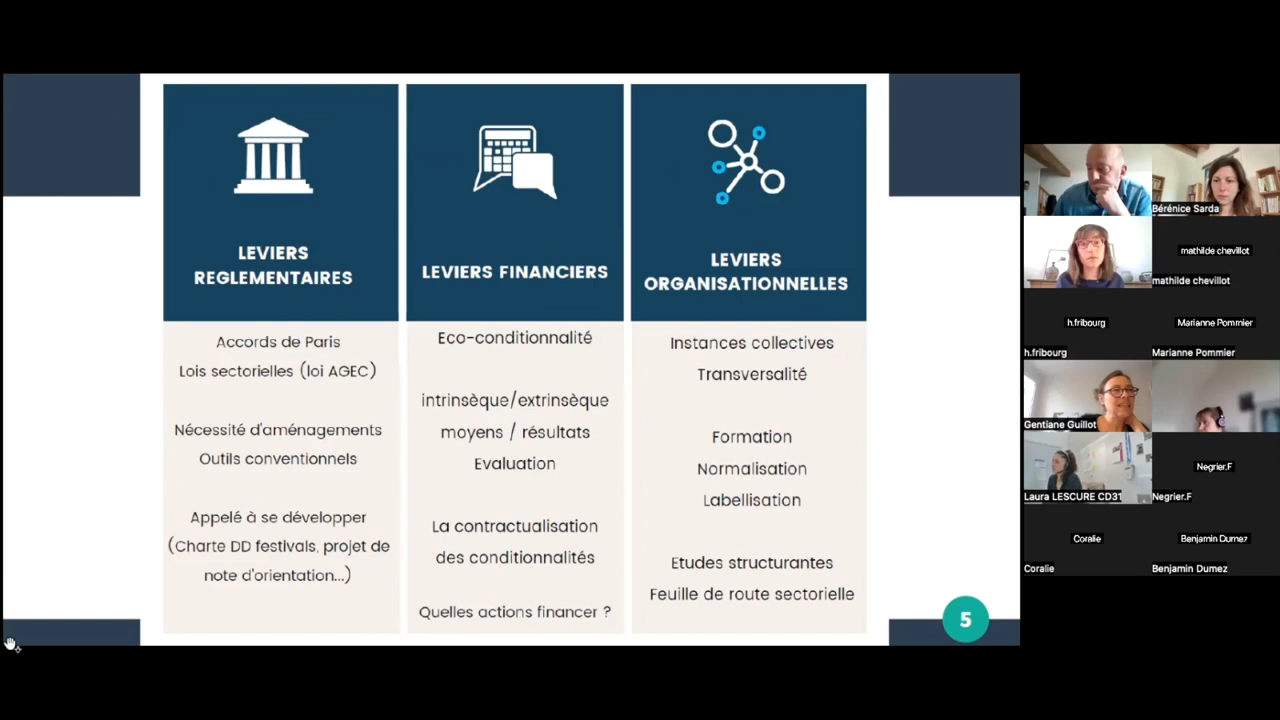 LEVIERS
REGLEMENTAIRES
Accords de Paris
Lois sectorielles (loi AGEC)
Nécessité d'aménagements
Outils conventionnels
Appelé à se développer
(Charte DD festivals, projet de
note d'orientation...)
LEVIERS FINANCIERS
Eco-conditionnalité
intrinsèque/extrinsèque
moyens / résultats
Evaluation
La contractualisation
des conditionnalités
Quelles actions financer ?
LEVIERS
ORGANISATIONNELLES
Instances collectives
Transversalité
Formation
Normalisation
Labellisation
Etudes structurantes
Feuille de route sectorielle
5
Bérénice Sarda
mathilde chevillot
mathilde chevillot
h.fribourg
h.fribourg
Marianne Pommier
Marianne Pommier
Gentiane Guillot
Laura LESCURE CD31
Negrier.F
Negrier.F
Coralie
Coralie
Benjamin Dumez
Benjamin Dumez